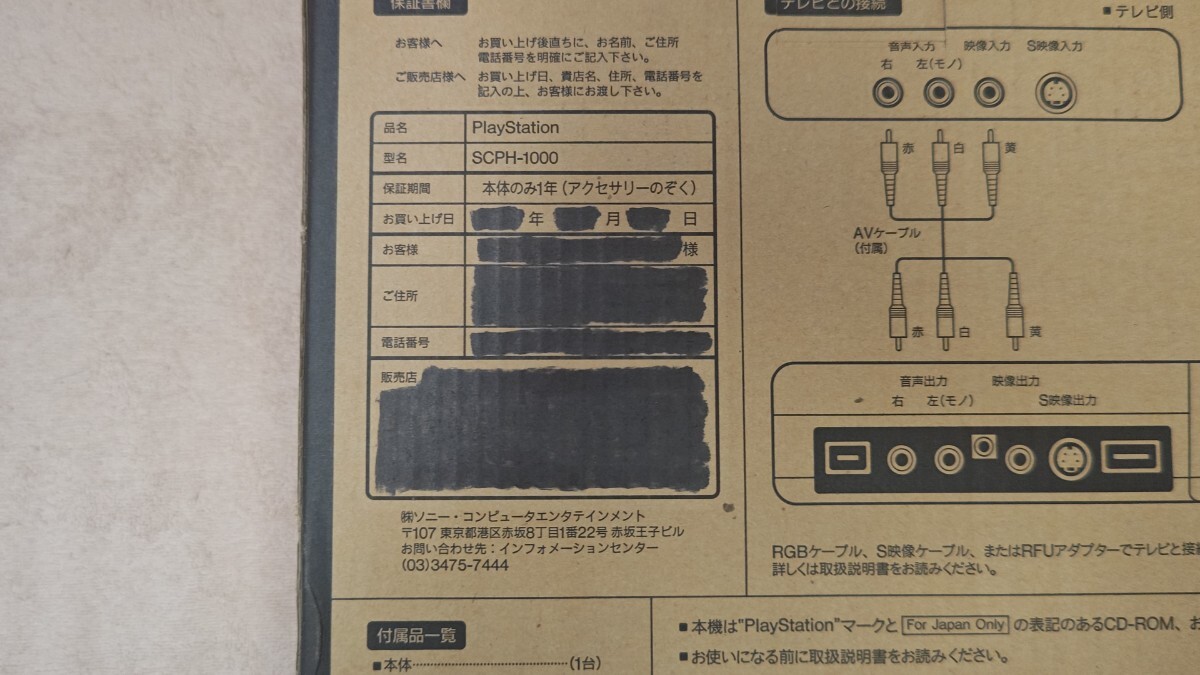 保証書欄
お客様へ お買い上げ後直ちに、お名前、ご住所
電話番号を明確にご記入下さい。
ご販売店様へ お買い上げ日、貴店名、住所、電話番号を
記入の上、お客様にお渡し下さい。
品名 PlayStation
型名 SCPH-1000
保証期間 本体のみ1年(アクセサリーのぞく)
お買い上げ日 年 月 日
お客様 様
ご住所
電話番号
販売店
㈱ソニー・コンピュータエンタテインメント
〒107 東京都港区赤坂8丁目1番22号 赤坂王子ビル
お問い合わせ先:インフォメーションセンター
(03)3475-7444
付属品一覧
■本体……………………………(1台)
テレビとの接続
■テレビ側
音声入力 映像入力 S映像入力
右 左(モノ)
赤 白 黄
AVケーブル
(付属)
赤 白 黄
音声出力 映像出力
右 左(モノ) S映像出力
RGBケーブル、S映像ケーブル、またはRFUアダプターでテレビと接続
詳しくは取扱説明書をお読みください。
■本機は"PlayStation"マークと For Japan Only の表記のあるCD-ROM、お
■お使いになる前に取扱説明書をお読みください。